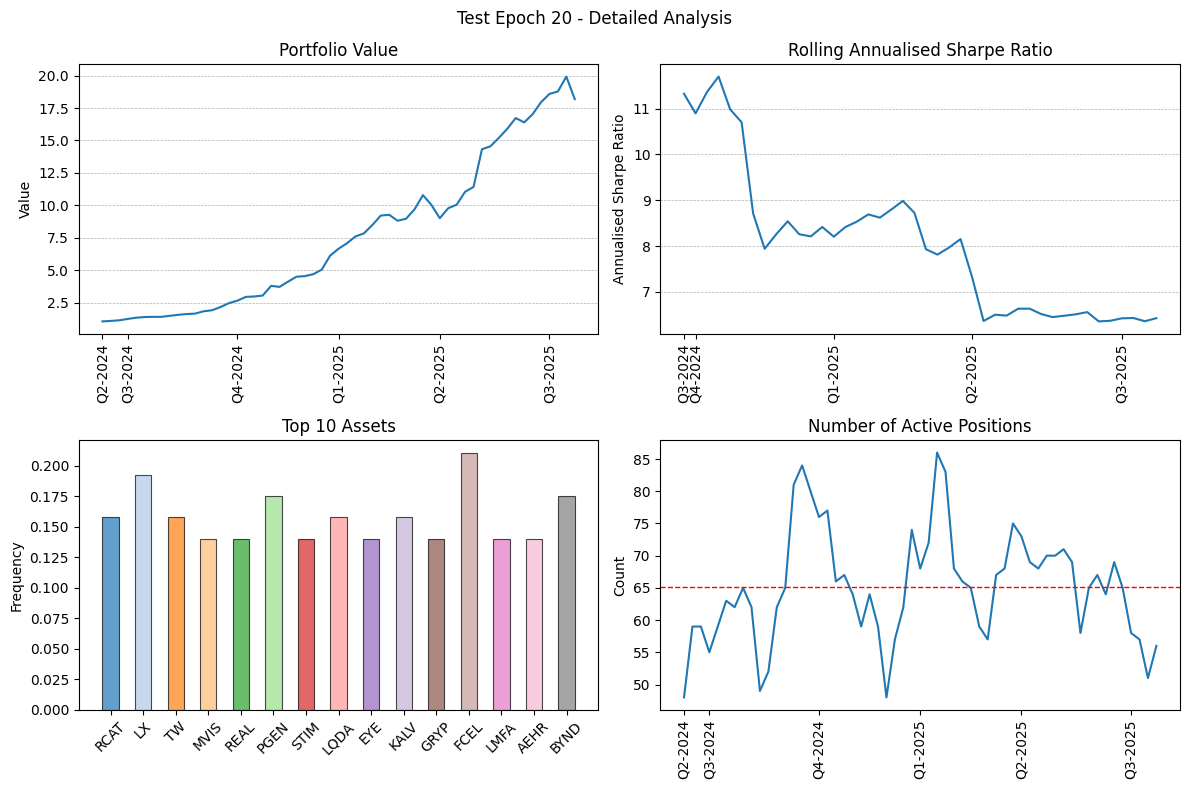 Test Epoch 20 - Detailed Analysis
Portfolio Value
Value
20.0
17.5
15.0
12.5
10.0
7.5
5.0
2.5
Q2-2024
Q3-2024
Q4-2024
Q1-2025
Q2-2025
Q3-2025
Rolling Annualised Sharpe Ratio
Annualised Sharpe Ratio
11
10
9
8
7
Q3-2024
Q4-2024
Q1-2025
Q2-2025
Q3-2025
Top 10 Assets
Frequency
0.200
0.175
0.150
0.125
0.100
0.075
0.050
0.025
0.000
RCAT
LX
TW
MVIS
REAL
PGEN
STIM
LQDA
EYE
KALV
GRYP
FCEL
LMFA
AEHR
BYND
Number of Active Positions
Count
85
80
75
70
65
60
55
50
Q2-2024
Q3-2024
Q4-2024
Q1-2025
Q2-2025
Q3-2025